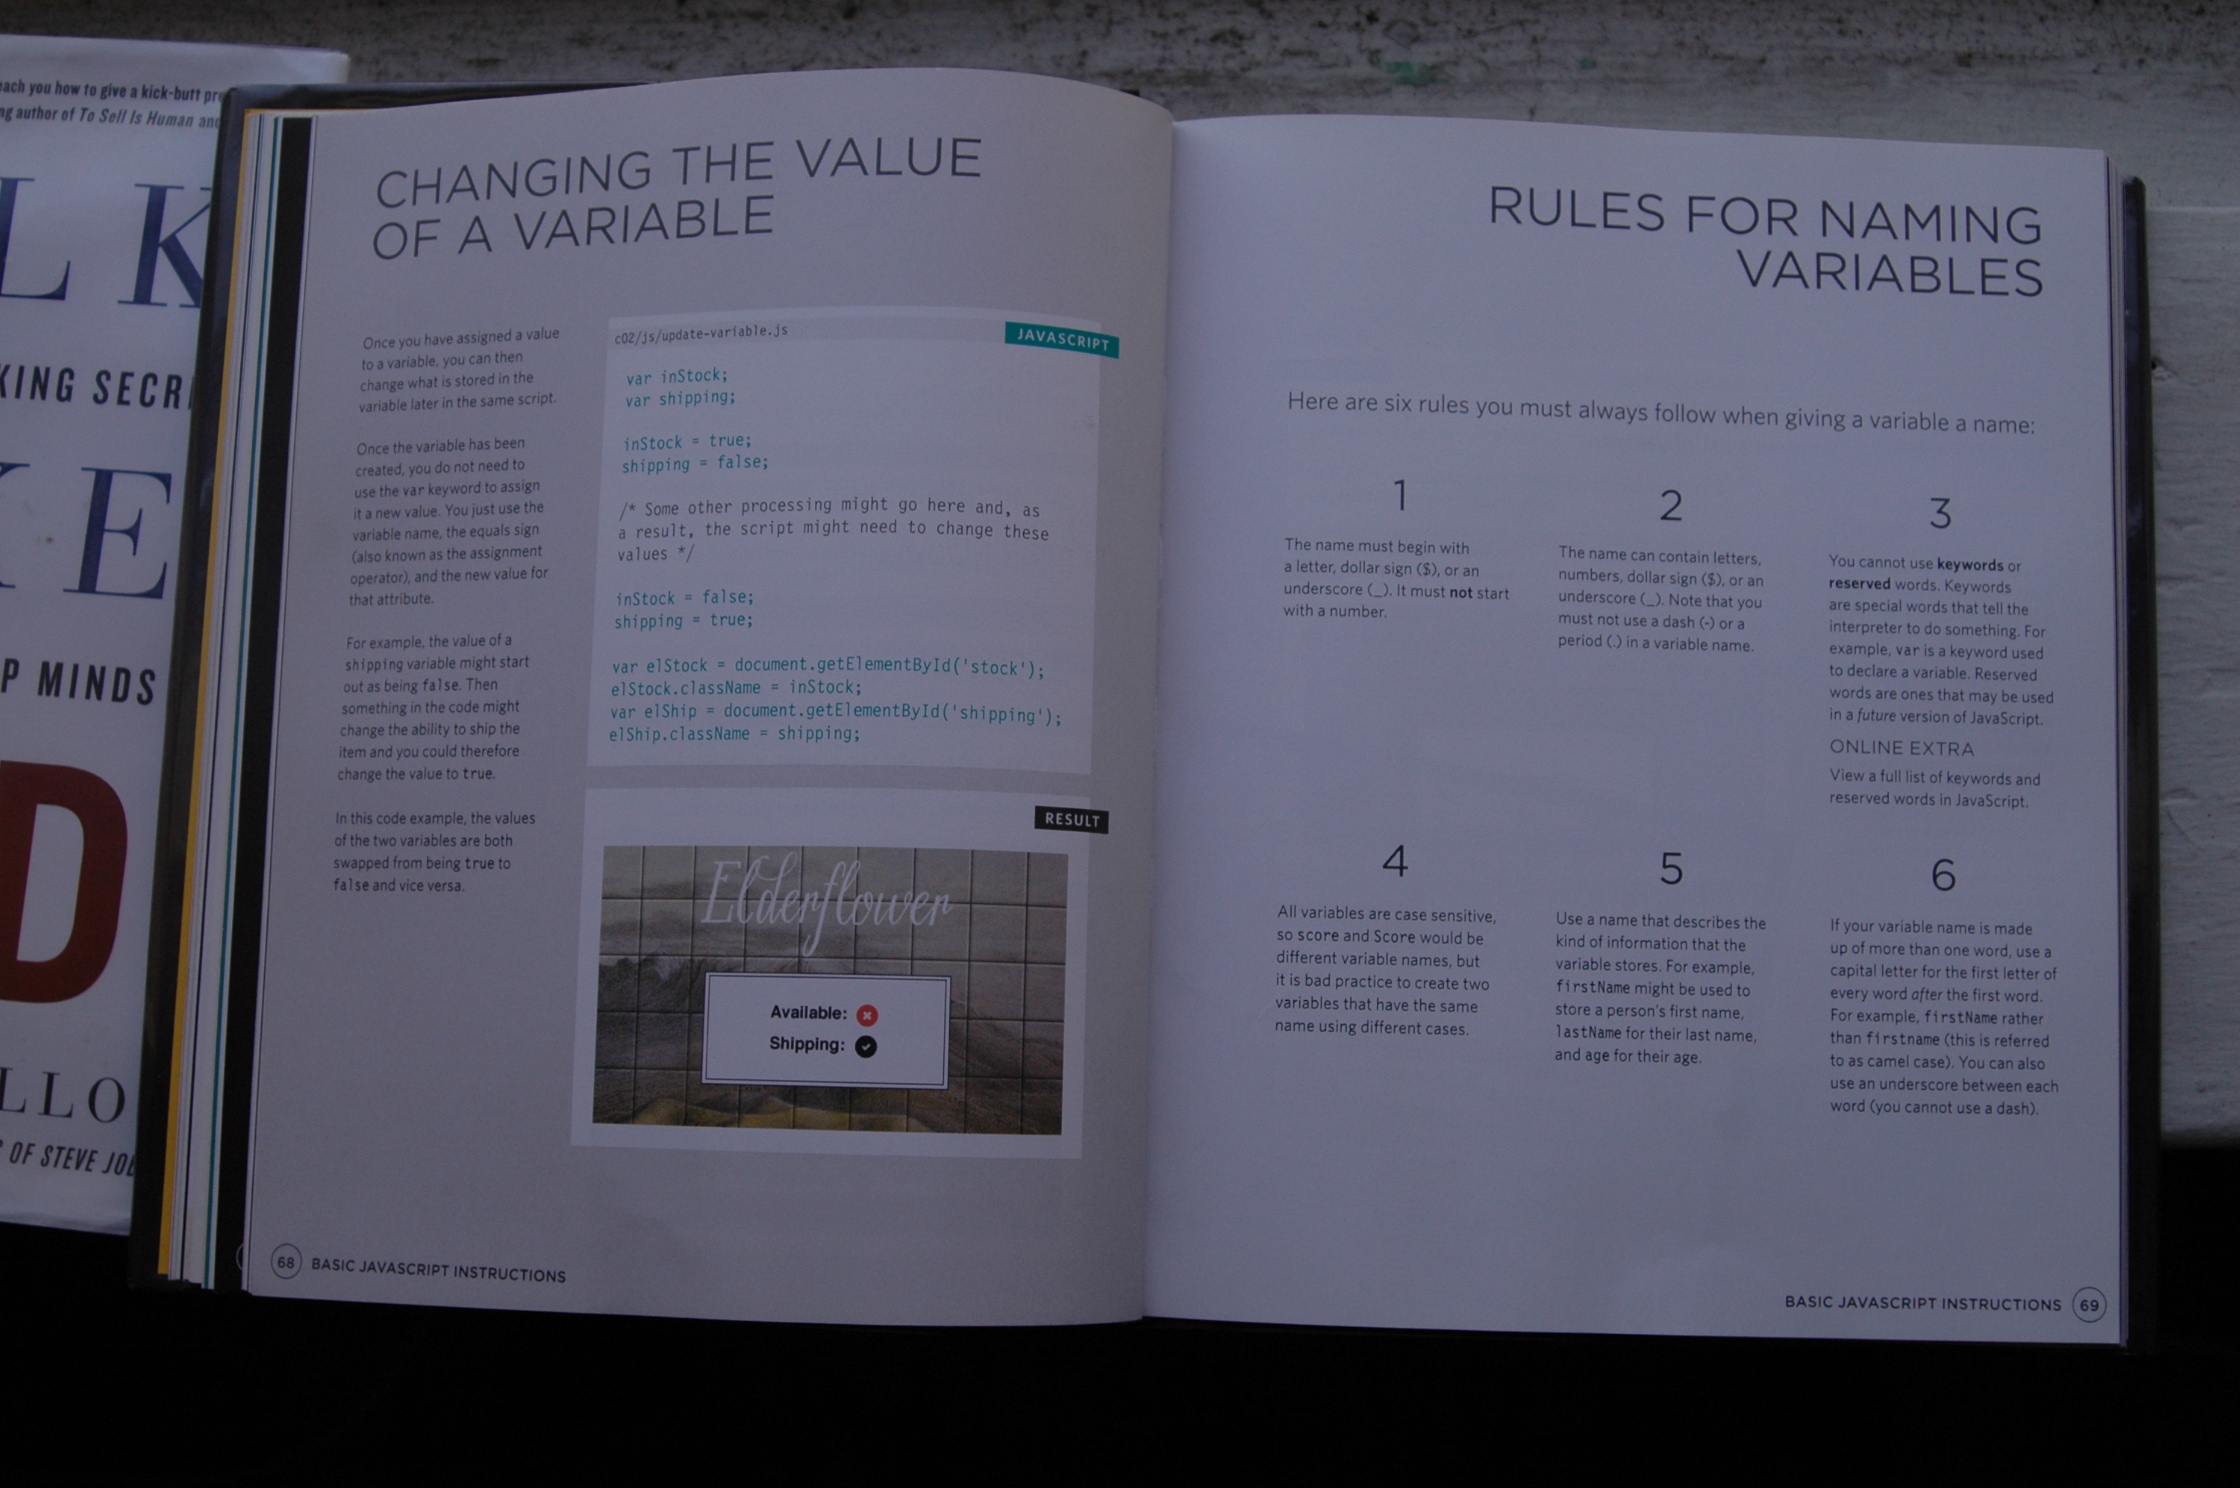 each you how to give a kick-butt
author of To Sell Is Human and
L K
KING SECR
E
P MINDS
D
LLO
OF STEVE JO
CHANGING THE VALUE
OF A VARIABLE
Once you have assigned a value
to a variable, you can then
change what is stored in the
variable later in the same script.
Once the variable has been
created, you do not need to
use the var keyword to assign
it a new value. You just use the
variable name, the equals sign
(also known as the assignment
operator), and the new value for
that attribute.
For example, the value of a
shipping variable might start
out as being false. Then
something in the code might
change the ability to ship the
item and you could therefore
change the value to true.
In this code example, the values
of the two variables are both
swapped from being true to
false and vice versa.
c02/js/update-variable.js
JAVASCRIPT
var inStock;
var shipping;
inStock = true;
shipping = false;
/* Some other processing might go here and, as
a result, the script might need to change these
values */
inStock = false;
shipping = true;
var elStock = document.getElementById('stock');
elStock.className = inStock;
var elShip = document.getElementById('shipping');
elShip.className = shipping;
RESULT
Elderflower
Available:
Shipping:
68 BASIC JAVASCRIPT INSTRUCTIONS
RULES FOR NAMING
VARIABLES
Here are six rules you must always follow when giving a variable a name:
1
The name must begin with
a letter, dollar sign ($), or an
underscore (_). It must not start
with a number.
2
The name can contain letters,
numbers, dollar sign ($), or an
underscore (_). Note that you
must not use a dash (-) or a
period (.) in a variable name.
3
You cannot use keywords or
reserved words. Keywords
are special words that tell the
interpreter to do something. For
example, var is a keyword used
to declare a variable. Reserved
words are ones that may be used
in a future version of JavaScript.
ONLINE EXTRA
View a full list of keywords and
reserved words in JavaScript.
4
All variables are case sensitive,
so score and Score would be
different variable names, but
it is bad practice to create two
variables that have the same
name using different cases.
5
Use a name that describes the
kind of information that the
variable stores. For example,
firstName might be used to
store a person's first name,
lastName for their last name,
and age for their age.
6
If your variable name is made
up of more than one word, use a
capital letter for the first letter of
every word after the first word.
For example, firstName rather
than firstname (this is referred
to as camel case). You can also
use an underscore between each
word (you cannot use a dash).
BASIC JAVASCRIPT INSTRUCTIONS 69